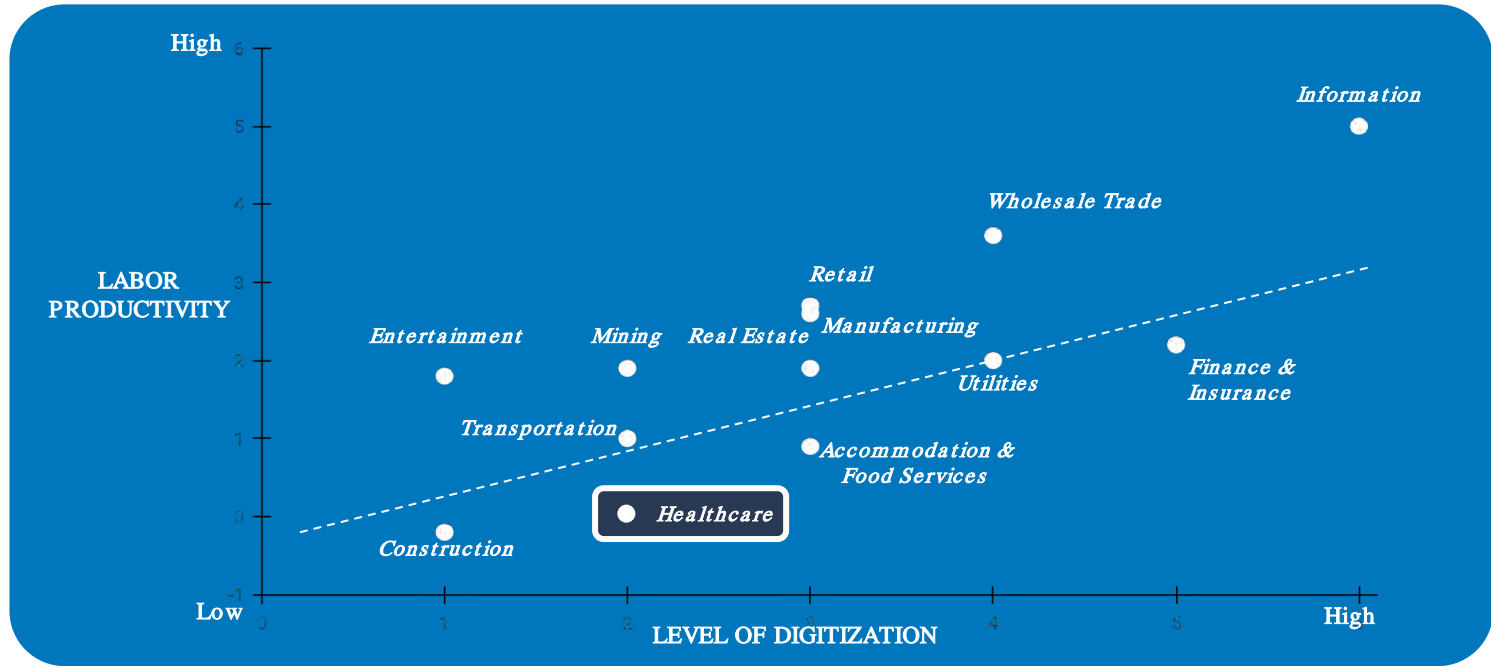 High
6
Information
5
4
Wholesale Trade
LABOR
PRODUCTIVITY
3
Retail
Manufacturing
Entertainment
Mining
Real Estate
2
Utilities
Finance &
Insurance
1
Transportation
Accommodation &
Food Services
0
Healthcare
Construction
-1
Low
0
1
2
3
4
5
High
LEVEL OF DIGITIZATION